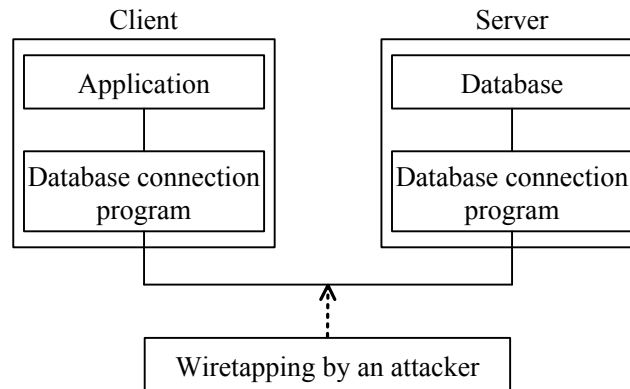 Client
Server
Application
Database
Database connection
program
Database connection
program
Wiretapping by an attacker